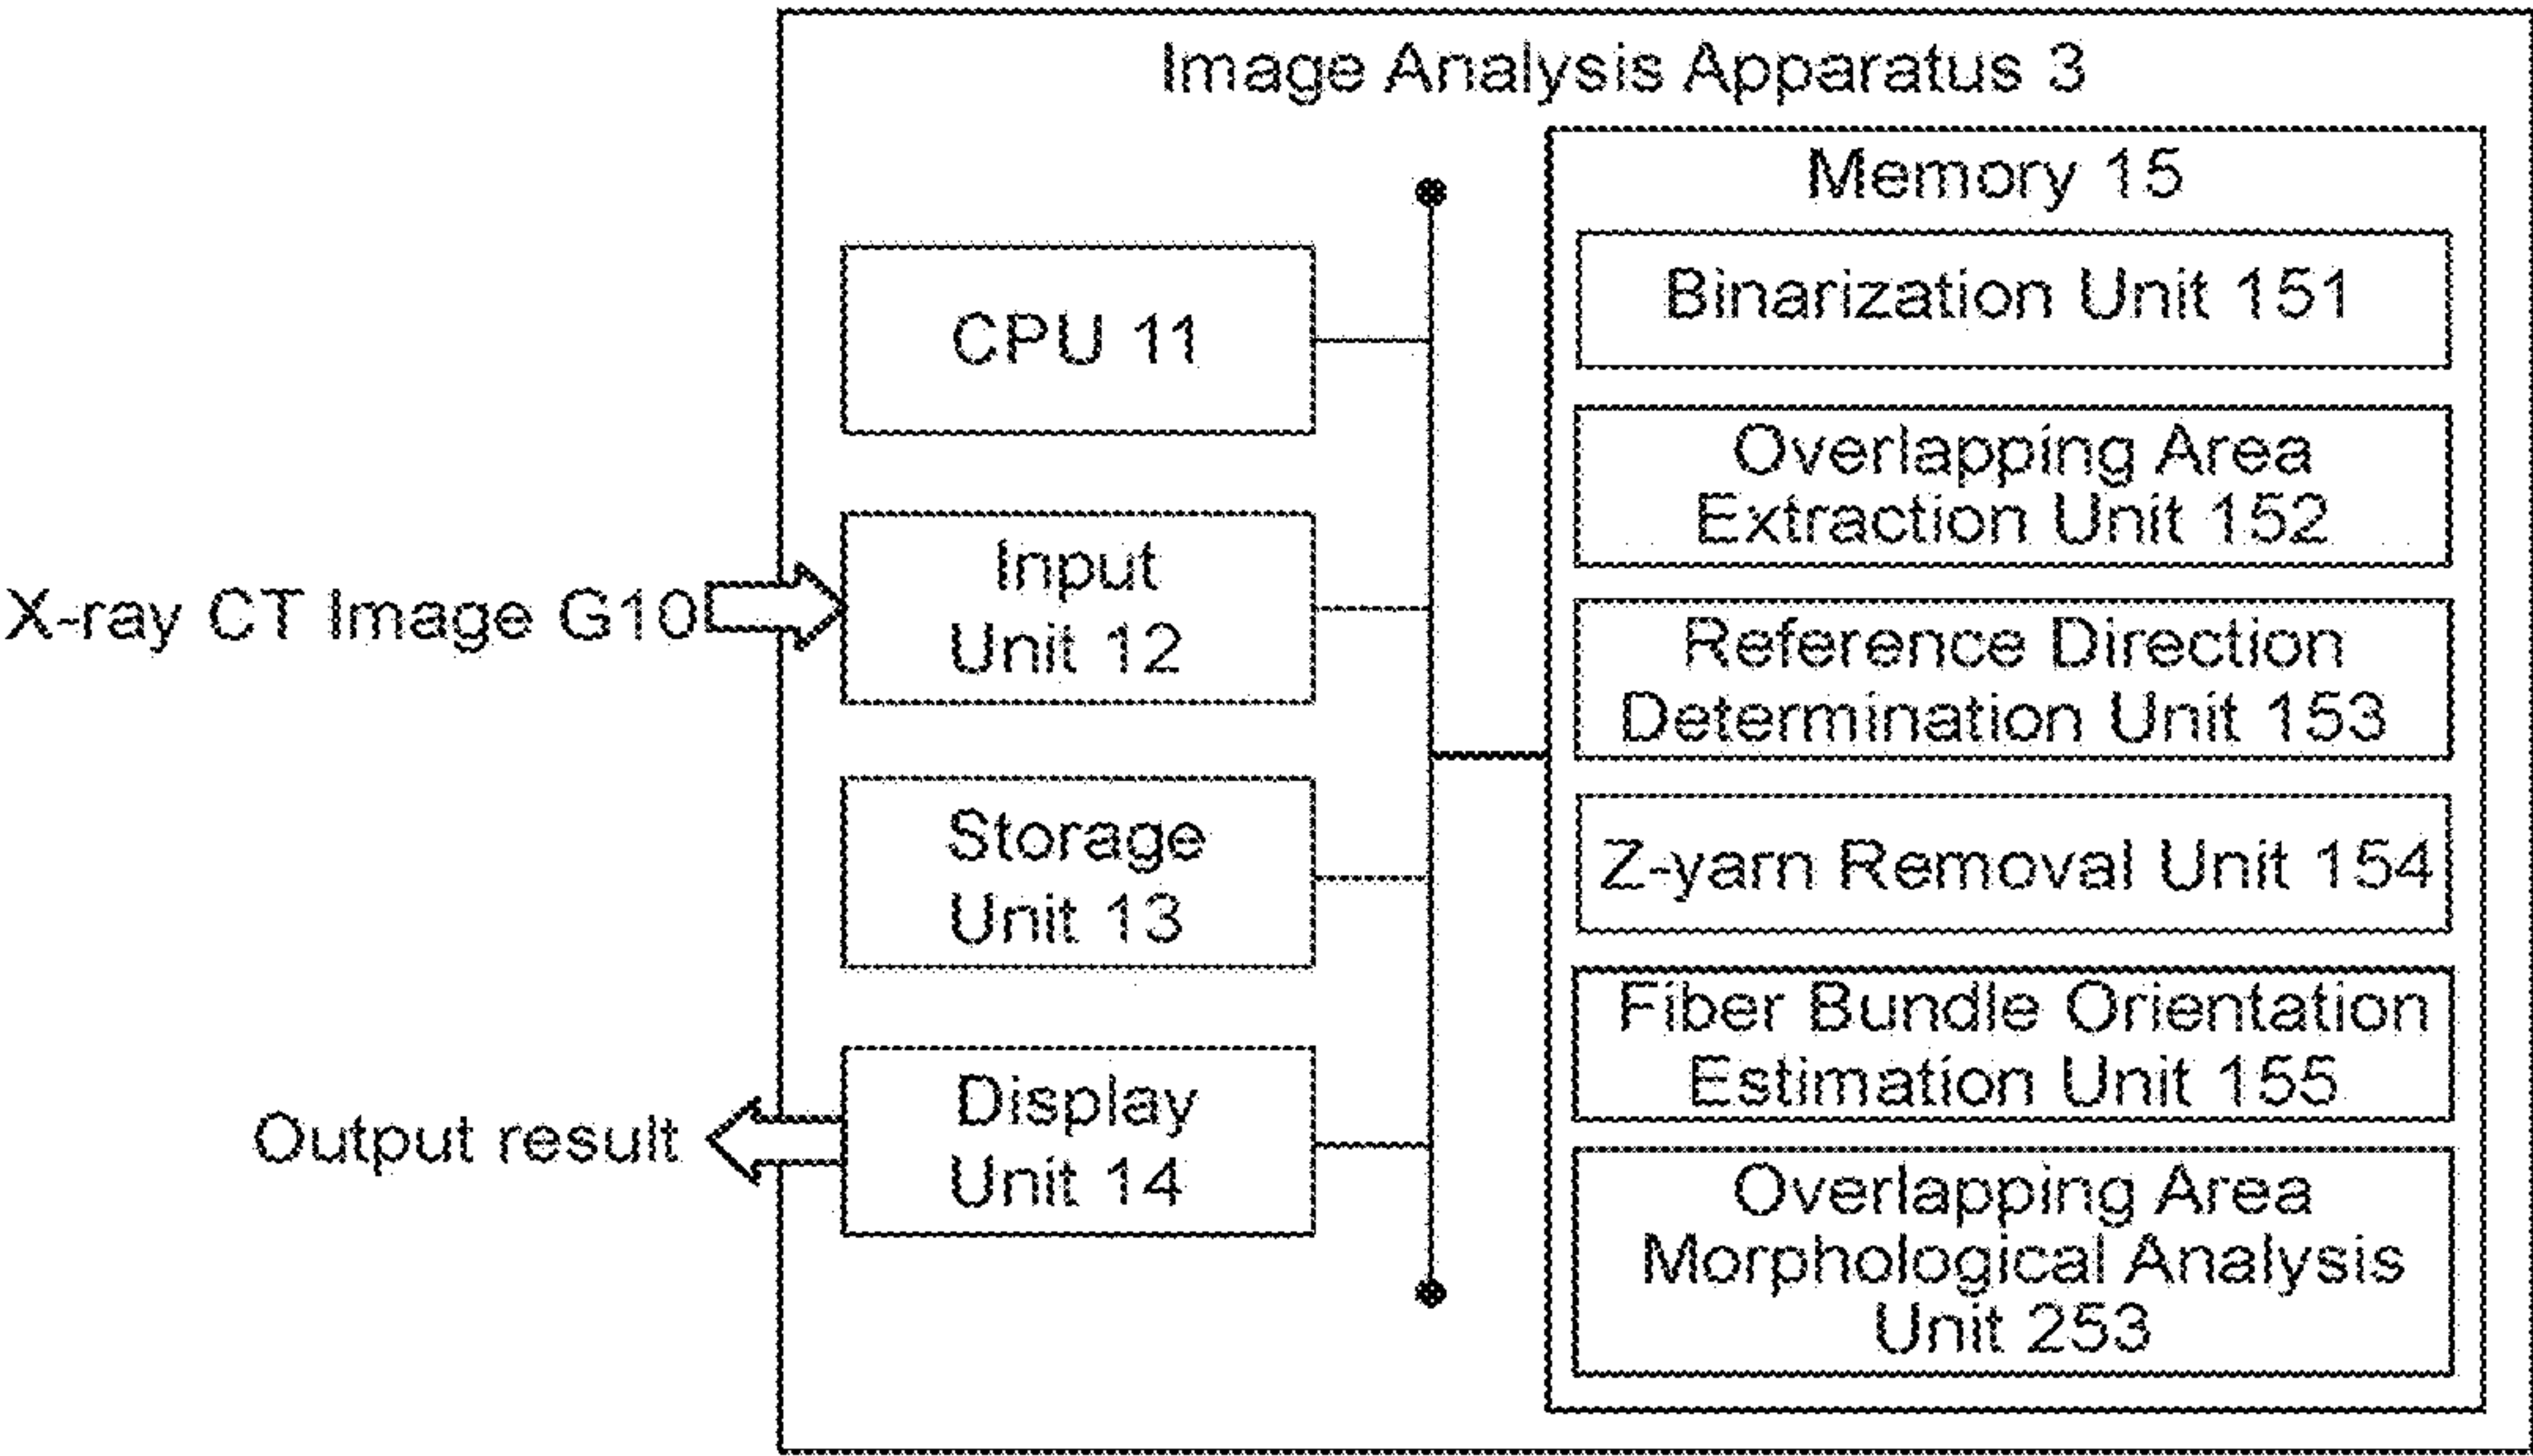 Image Analysis Apparatus 3
CPU 11
X-ray CT Image G10
Input
Unit 12
Storage
Unit 13
Output result
Display
Unit 14
Memory 15
Binarization Unit 151
Overlapping Area
Extraction Unit 152
Reference Direction
Determination Unit 153
Z-yarn Removal Unit 154
Fiber Bundle Orientation
Estimation Unit 155
Overlapping Area
Morphological Analysis
Unit 253